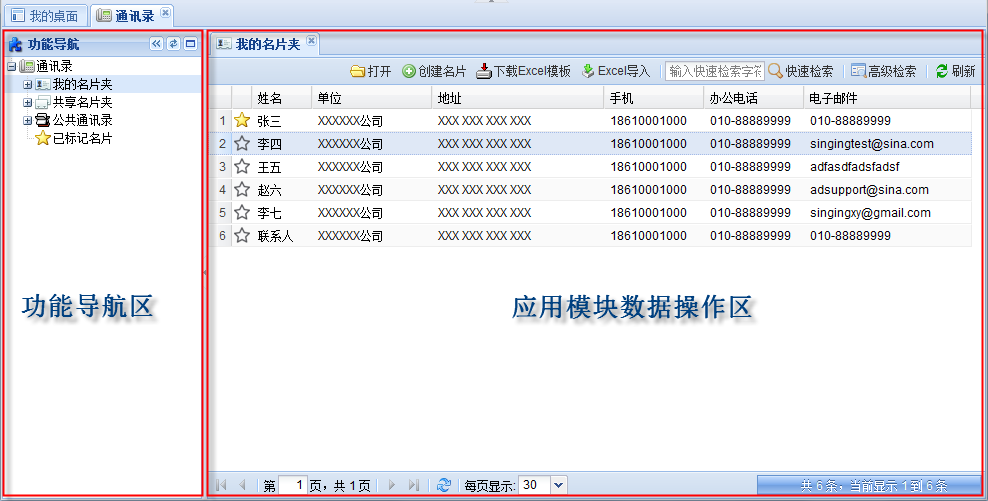 我的桌面 通讯录
功能导航
通讯录
我的名片夹
共享名片夹
公共通讯录
已标记名片
功能导航区
我的名片夹
打开 创建名片 下载Excel模板 Excel导入 输入快速检索字符 快速检索 高级检索 刷新
姓名 单位 地址 手机 办公电话 电子邮件
1 张三 XXXXXX公司 XXX XXX XXX XXX 18610001000 010-88889999 010-88889999
2 李四 XXXXXX公司 XXX XXX XXX XXX 18610001000 010-88889999 singingtest@sina.com
3 王五 XXXXXX公司 XXX XXX XXX XXX 18610001000 010-88889999 adfasdfadsfadsf
4 赵六 XXXXXX公司 XXX XXX XXX XXX 18610001000 010-88889999 adsupport@sina.com
5 李七 XXXXXX公司 XXX XXX XXX XXX 18610001000 010-88889999 singingxy@gmail.com
6 联系人 XXXXXX公司 XXX XXX XXX XXX 18610001000 010-88889999 010-88889999
应用模块数据操作区
第 1 页，共 1 页 每页显示: 30 共 6 条，当前显示 1 到 6 条